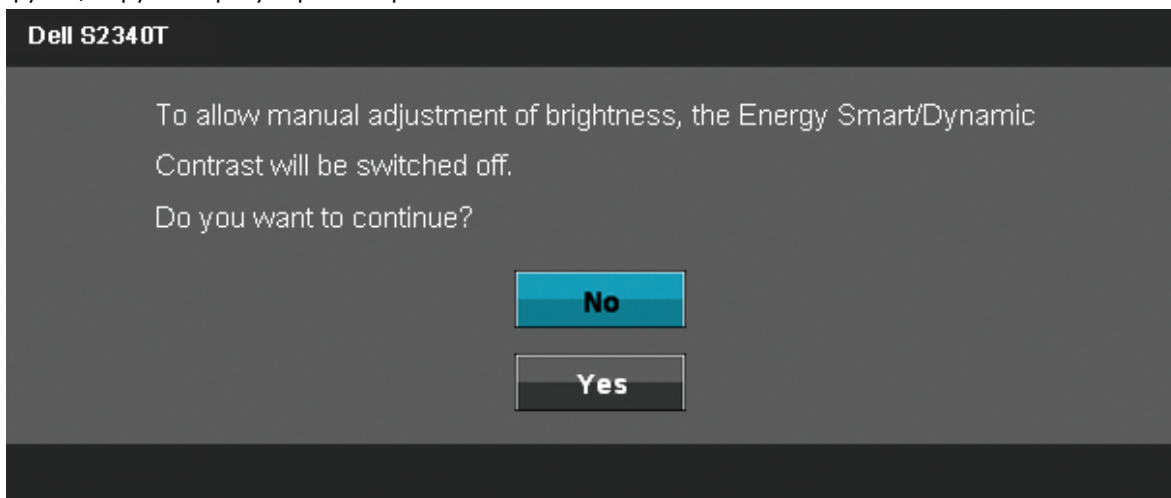 Dell S2340T
To allow manual adjustment of brightness, the Energy Smart/Dynamic
Contrast will be switched off.
Do you want to continue?
No
Yes